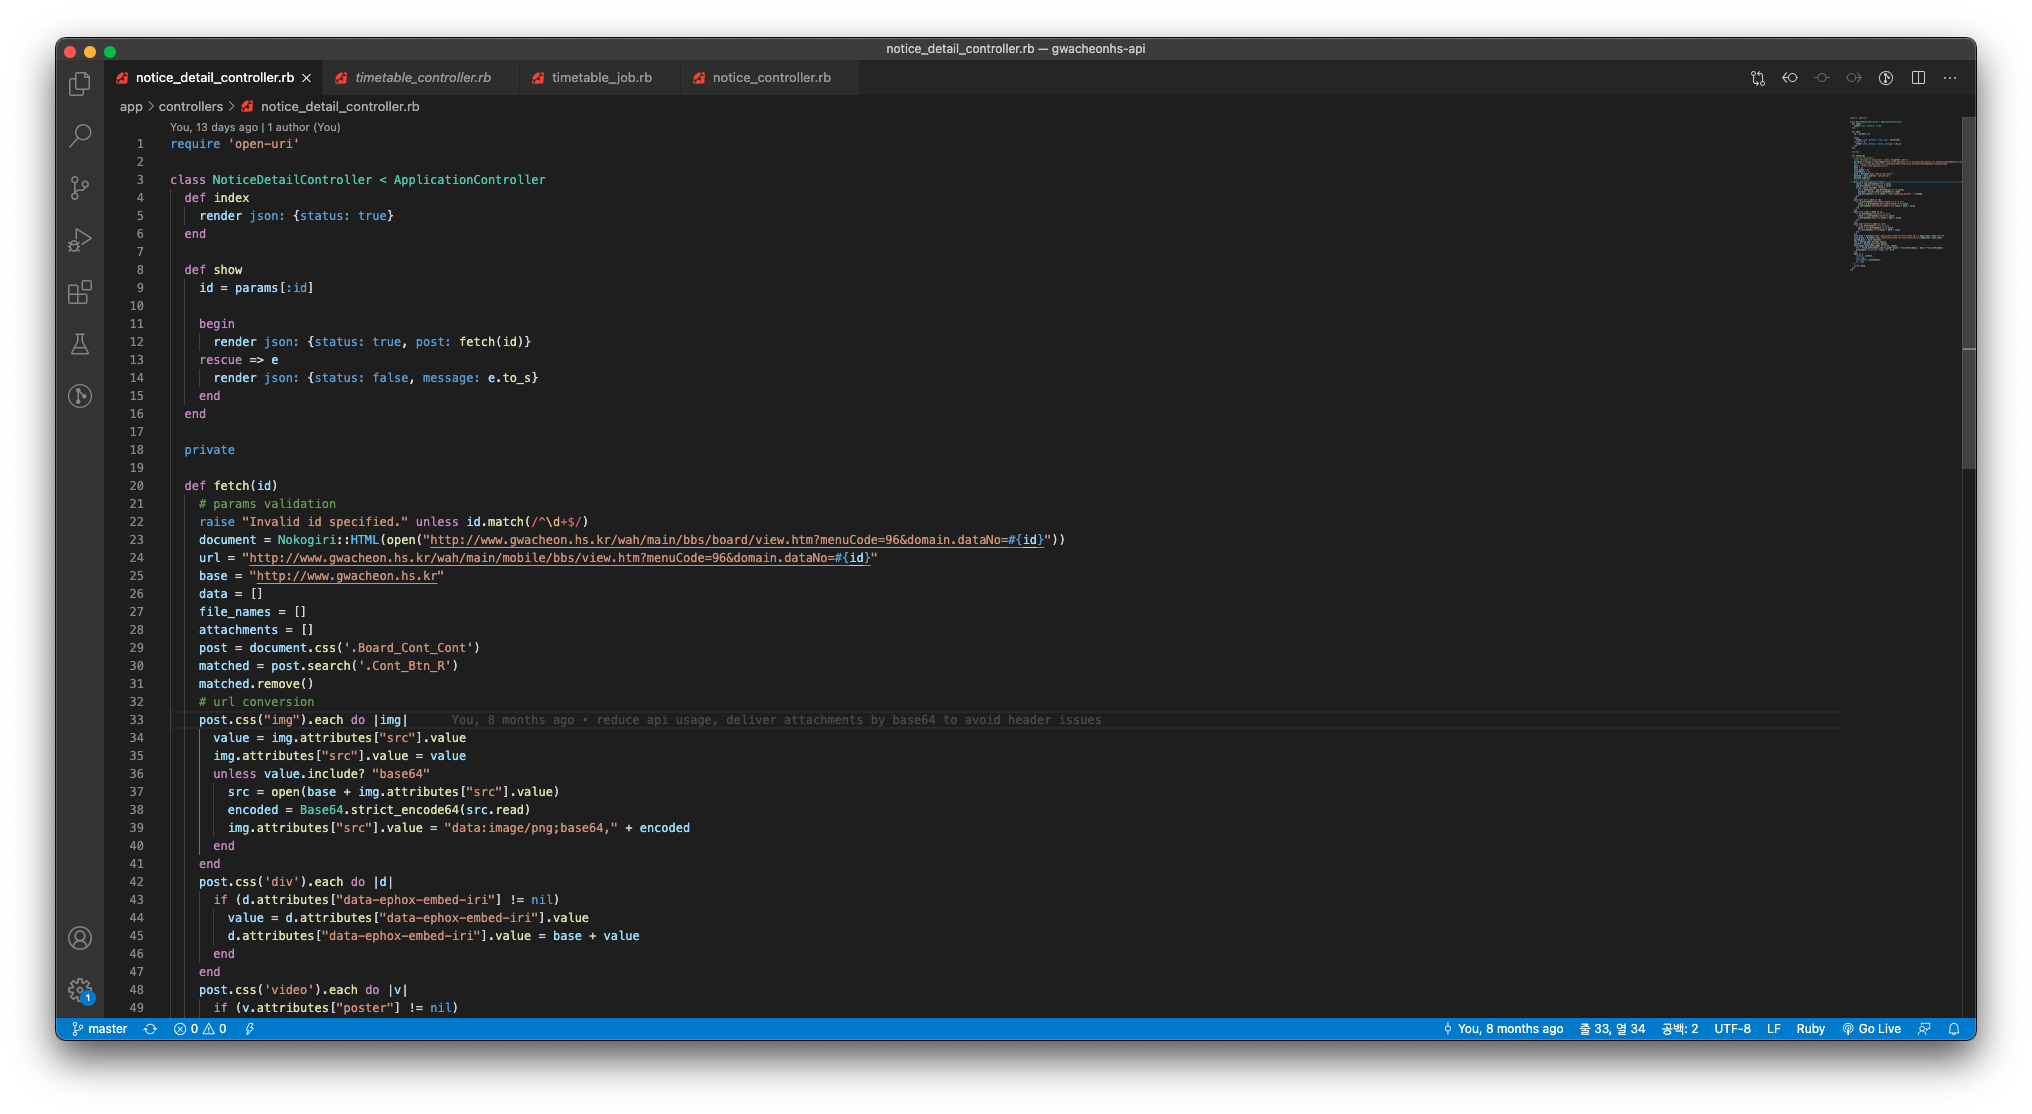 notice_detail_controller.rb — gwacheonhs-api
notice_detail_controller.rb timetable_controller.rb timetable_job.rb notice_controller.rb
app > controllers > notice_detail_controller.rb
You, 13 days ago | 1 author (You)
1 require 'open-uri'
2
3 class NoticeDetailController < ApplicationController
4 def index
5 render json: {status: true}
6 end
7
8 def show
9 id = params[:id]
10
11 begin
12 render json: {status: true, post: fetch(id)}
13 rescue => e
14 render json: {status: false, message: e.to_s}
15 end
16 end
17
18 private
19
20 def fetch(id)
21 # params validation
22 raise "Invalid id specified." unless id.match(/^\d+$/)
23 document = Nokogiri::HTML(open("http://www.gwacheon.hs.kr/wah/main/bbs/board/view.htm?menuCode=96&domain.dataNo=#{id}"))
24 url = "http://www.gwacheon.hs.kr/wah/main/mobile/bbs/view.htm?menuCode=96&domain.dataNo=#{id}"
25 base = "http://www.gwacheon.hs.kr"
26 data = []
27 file_names = []
28 attachments = []
29 post = document.css('.Board_Cont_Cont')
30 matched = post.search('.Cont_Btn_R')
31 matched.remove()
32 # url conversion
33 post.css("img").each do |img| You, 8 months ago • reduce api usage, deliver attachments by base64 to avoid header issues
34 value = img.attributes["src"].value
35 img.attributes["src"].value = value
36 unless value.include? "base64"
37 src = open(base + img.attributes["src"].value)
38 encoded = Base64.strict_encode64(src.read)
39 img.attributes["src"].value = "data:image/png;base64," + encoded
40 end
41 end
42 post.css('div').each do |d|
43 if (d.attributes["data-ephox-embed-iri"] != nil)
44 value = d.attributes["data-ephox-embed-iri"].value
45 d.attributes["data-ephox-embed-iri"].value = base + value
46 end
47 end
48 post.css('video').each do |v|
49 if (v.attributes["poster"] != nil)
1
master 0 0 You, 8 months ago 줄 33, 열 34 공백: 2 UTF-8 LF Ruby Go Live